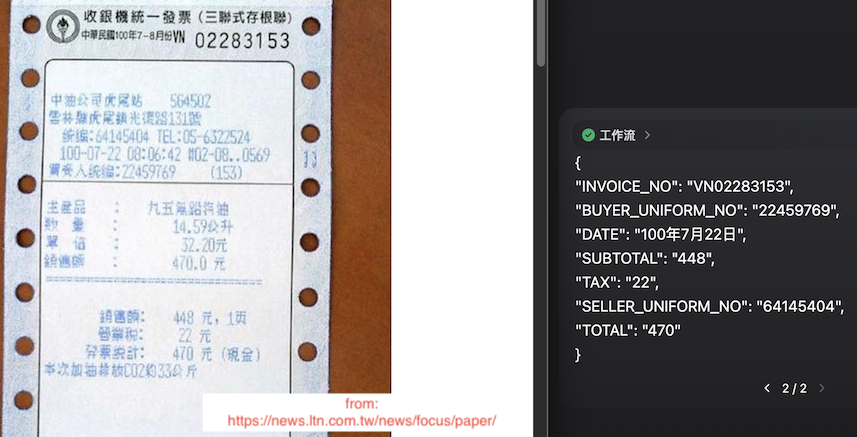 收銀機統一發票 (三聯式存根聯)
中華民國100年7-8月份VN 02283153
中油公司虎尾站 SG4502
雲林縣虎尾鎮光復路131號
統編:64145404 TEL:05-6322524
100-07-22 08:06:42 M02-08..0569
買受人統編:22459769 (153)
主產品 : 九五無鉛汽油
數 量 : 14.59公升
單 價 : 32.20元
銷售額 : 470.0 元
銷售額: 448 元, 1頁
營業稅: 22 元
發票總計: 470 元 (現金)
本次加油排放CO2約33公斤
from:
https://news.ltn.com.tw/news/focus/paper/
工作流
{
"INVOICE_NO": "VN02283153",
"BUYER_UNIFORM_NO": "22459769",
"DATE": "100年7月22日",
"SUBTOTAL": "448",
"TAX": "22",
"SELLER_UNIFORM_NO": "64145404",
"TOTAL": "470"
}
2 / 2